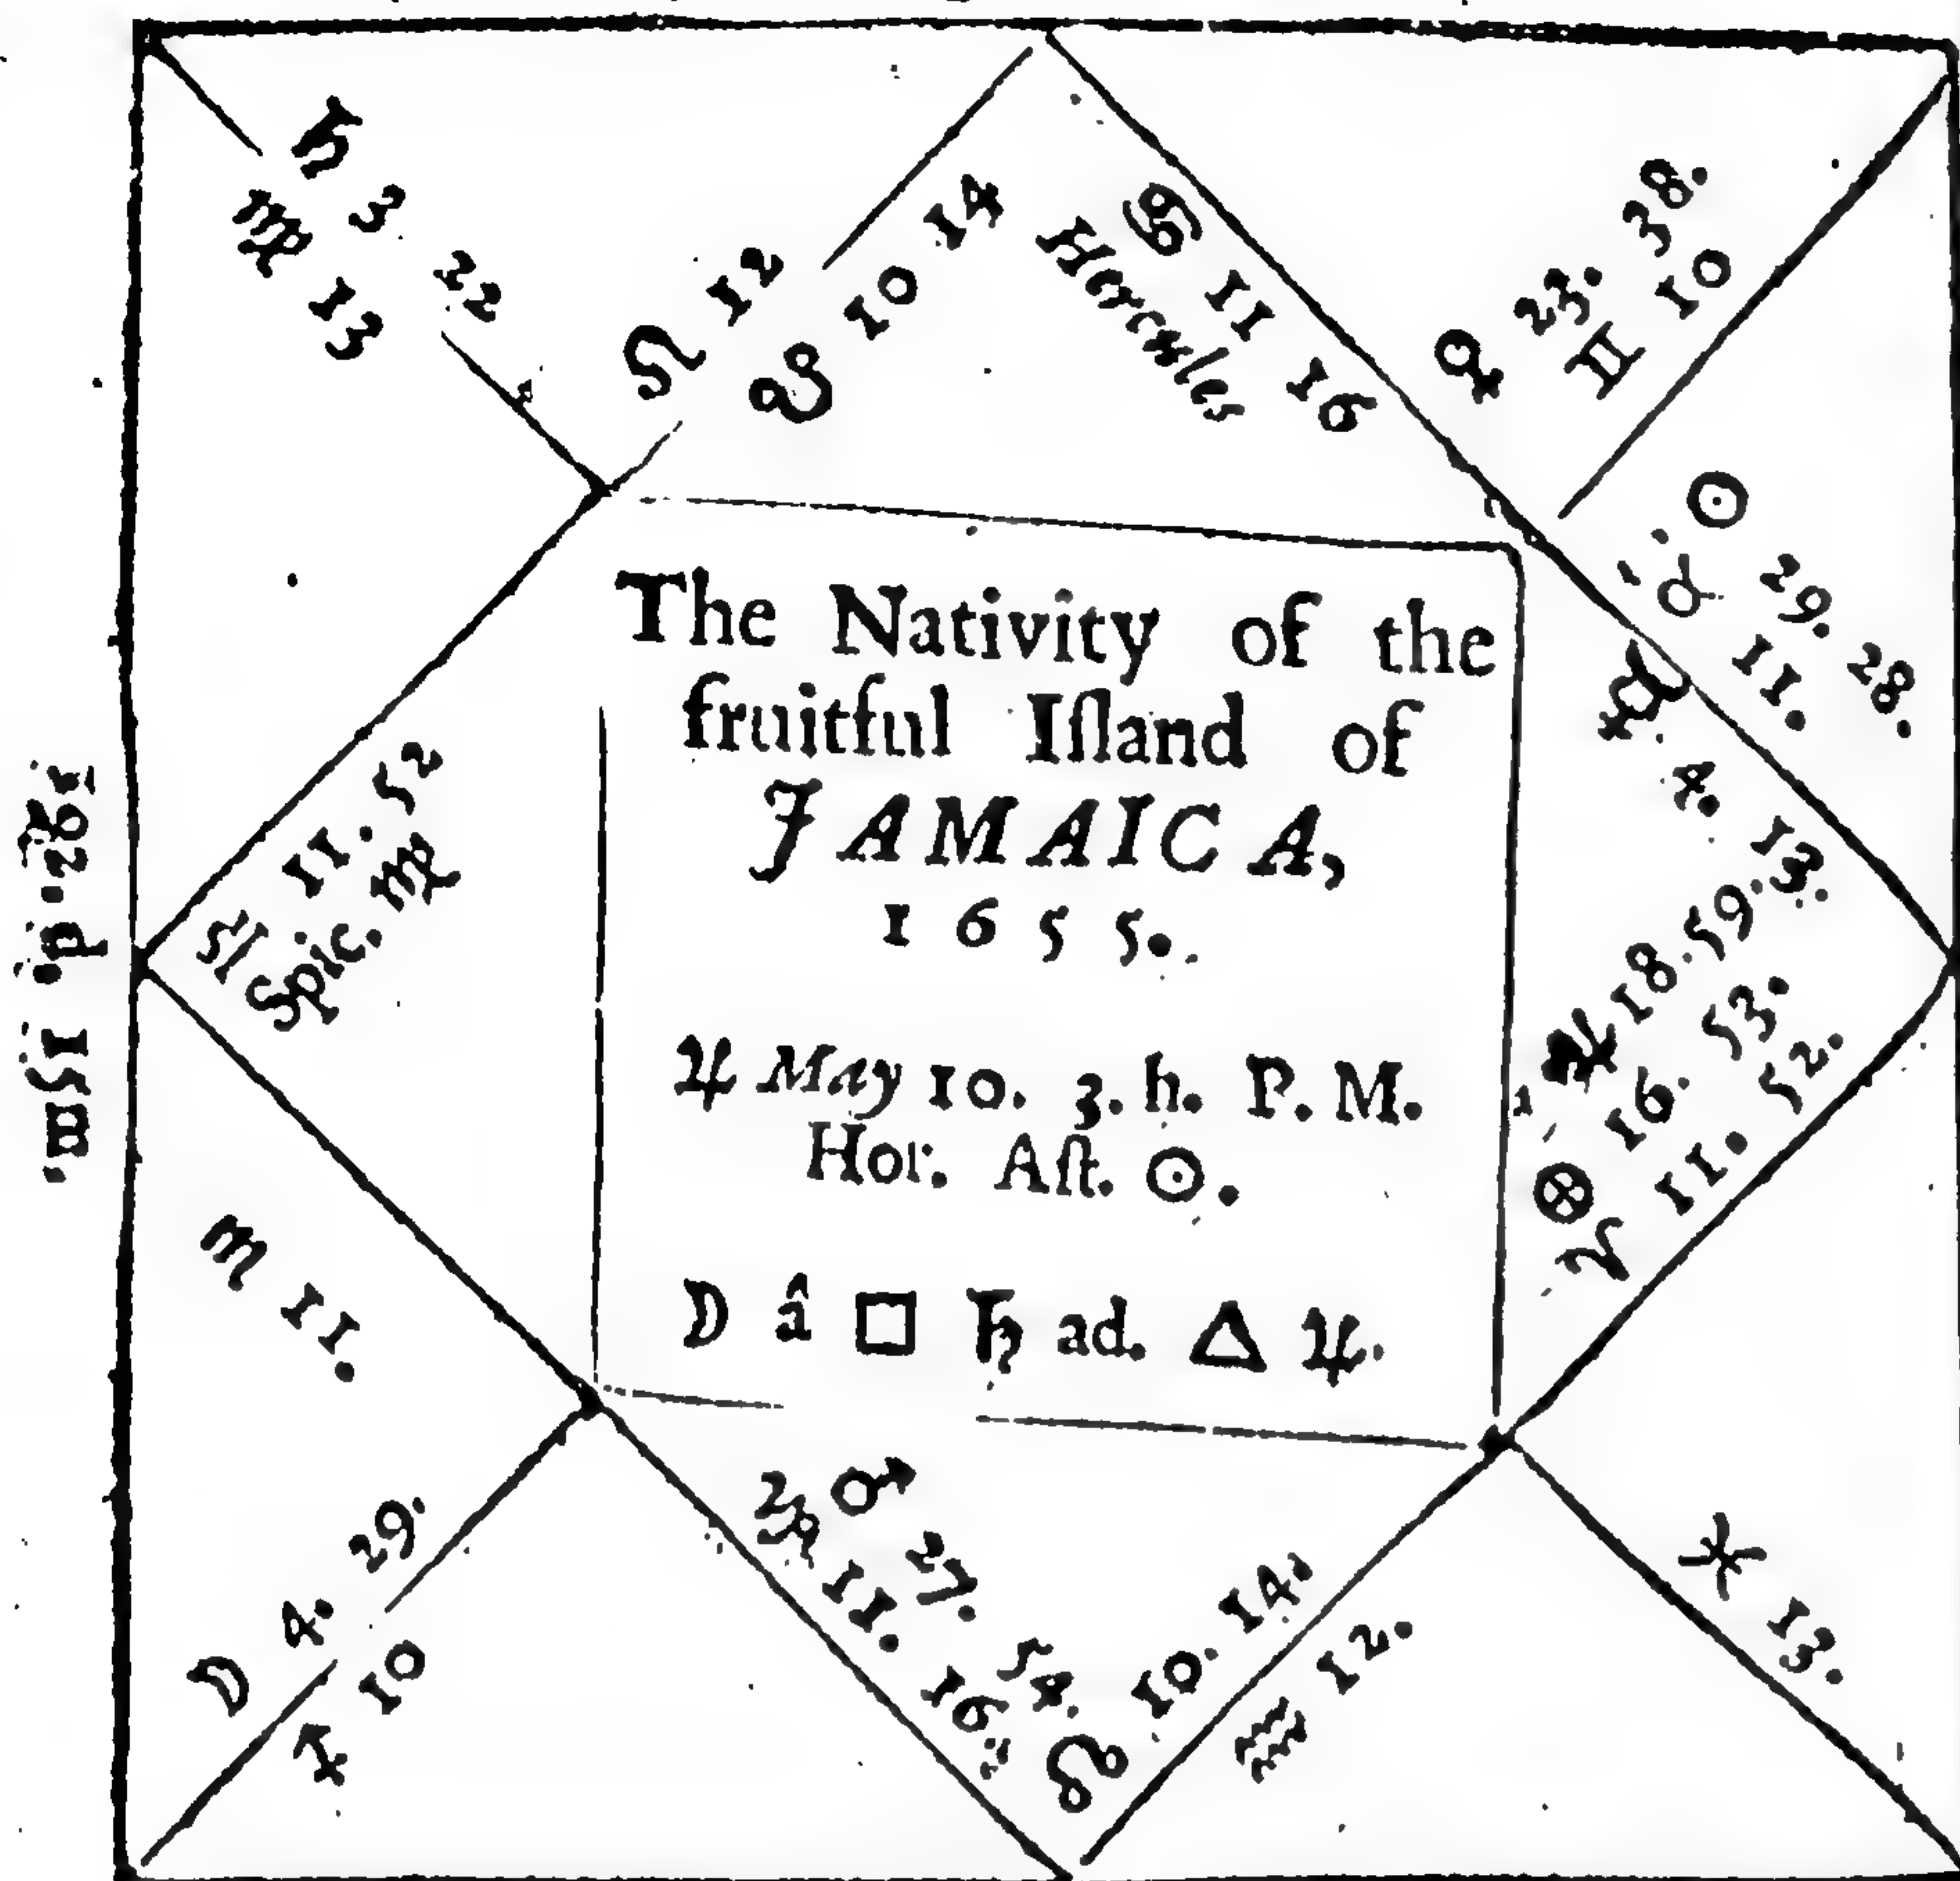 ♄ 3 22
♍ 13
♌ 12
☋ 10 14
♋ 11 16
Hercules
♀ 23. 38.
♊ 10
☉ 29. 28.
♉ 11.
☿ 4. 13.
The Nativity of the
fruitful Iſland of
JAMAICA,
1655.
♃ May 10. 3. h. P. M.
Hor. Aſt. ☉.
☽ â □ ♄ ad. △ ♃.
11. 52
Spic. ♍
♃ 18. 59.
⊗ 16. 53.
♈ 11. 52.
♏ 11.
☽ 4. 29.
♐ 10
♂ 27. 54.
♑ 11. 16.
☊ 10. 14.
♒ 12.
♓ 13.